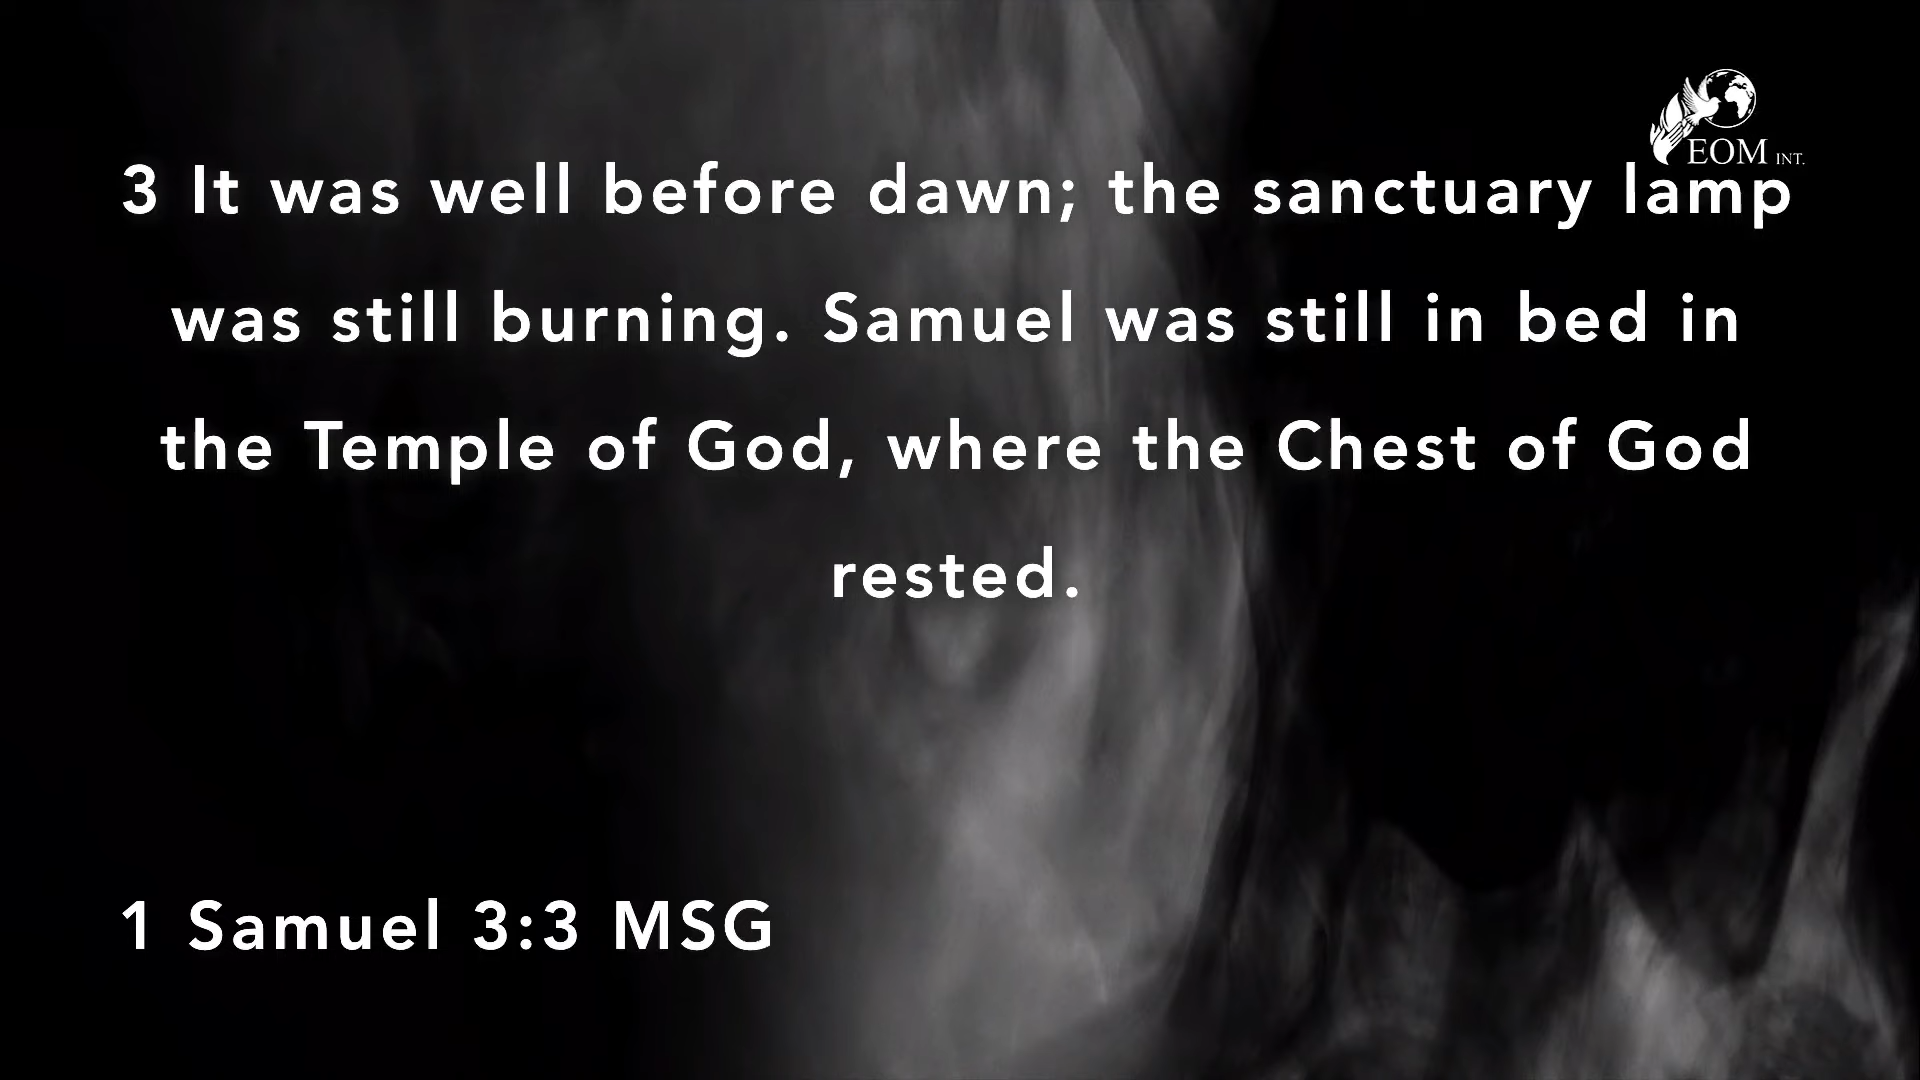 EOM INT.
3 It was well before dawn; the sanctuary lamp
was still burning. Samuel was still in bed in
the Temple of God, where the Chest of God
rested.
1 Samuel 3:3 MSG